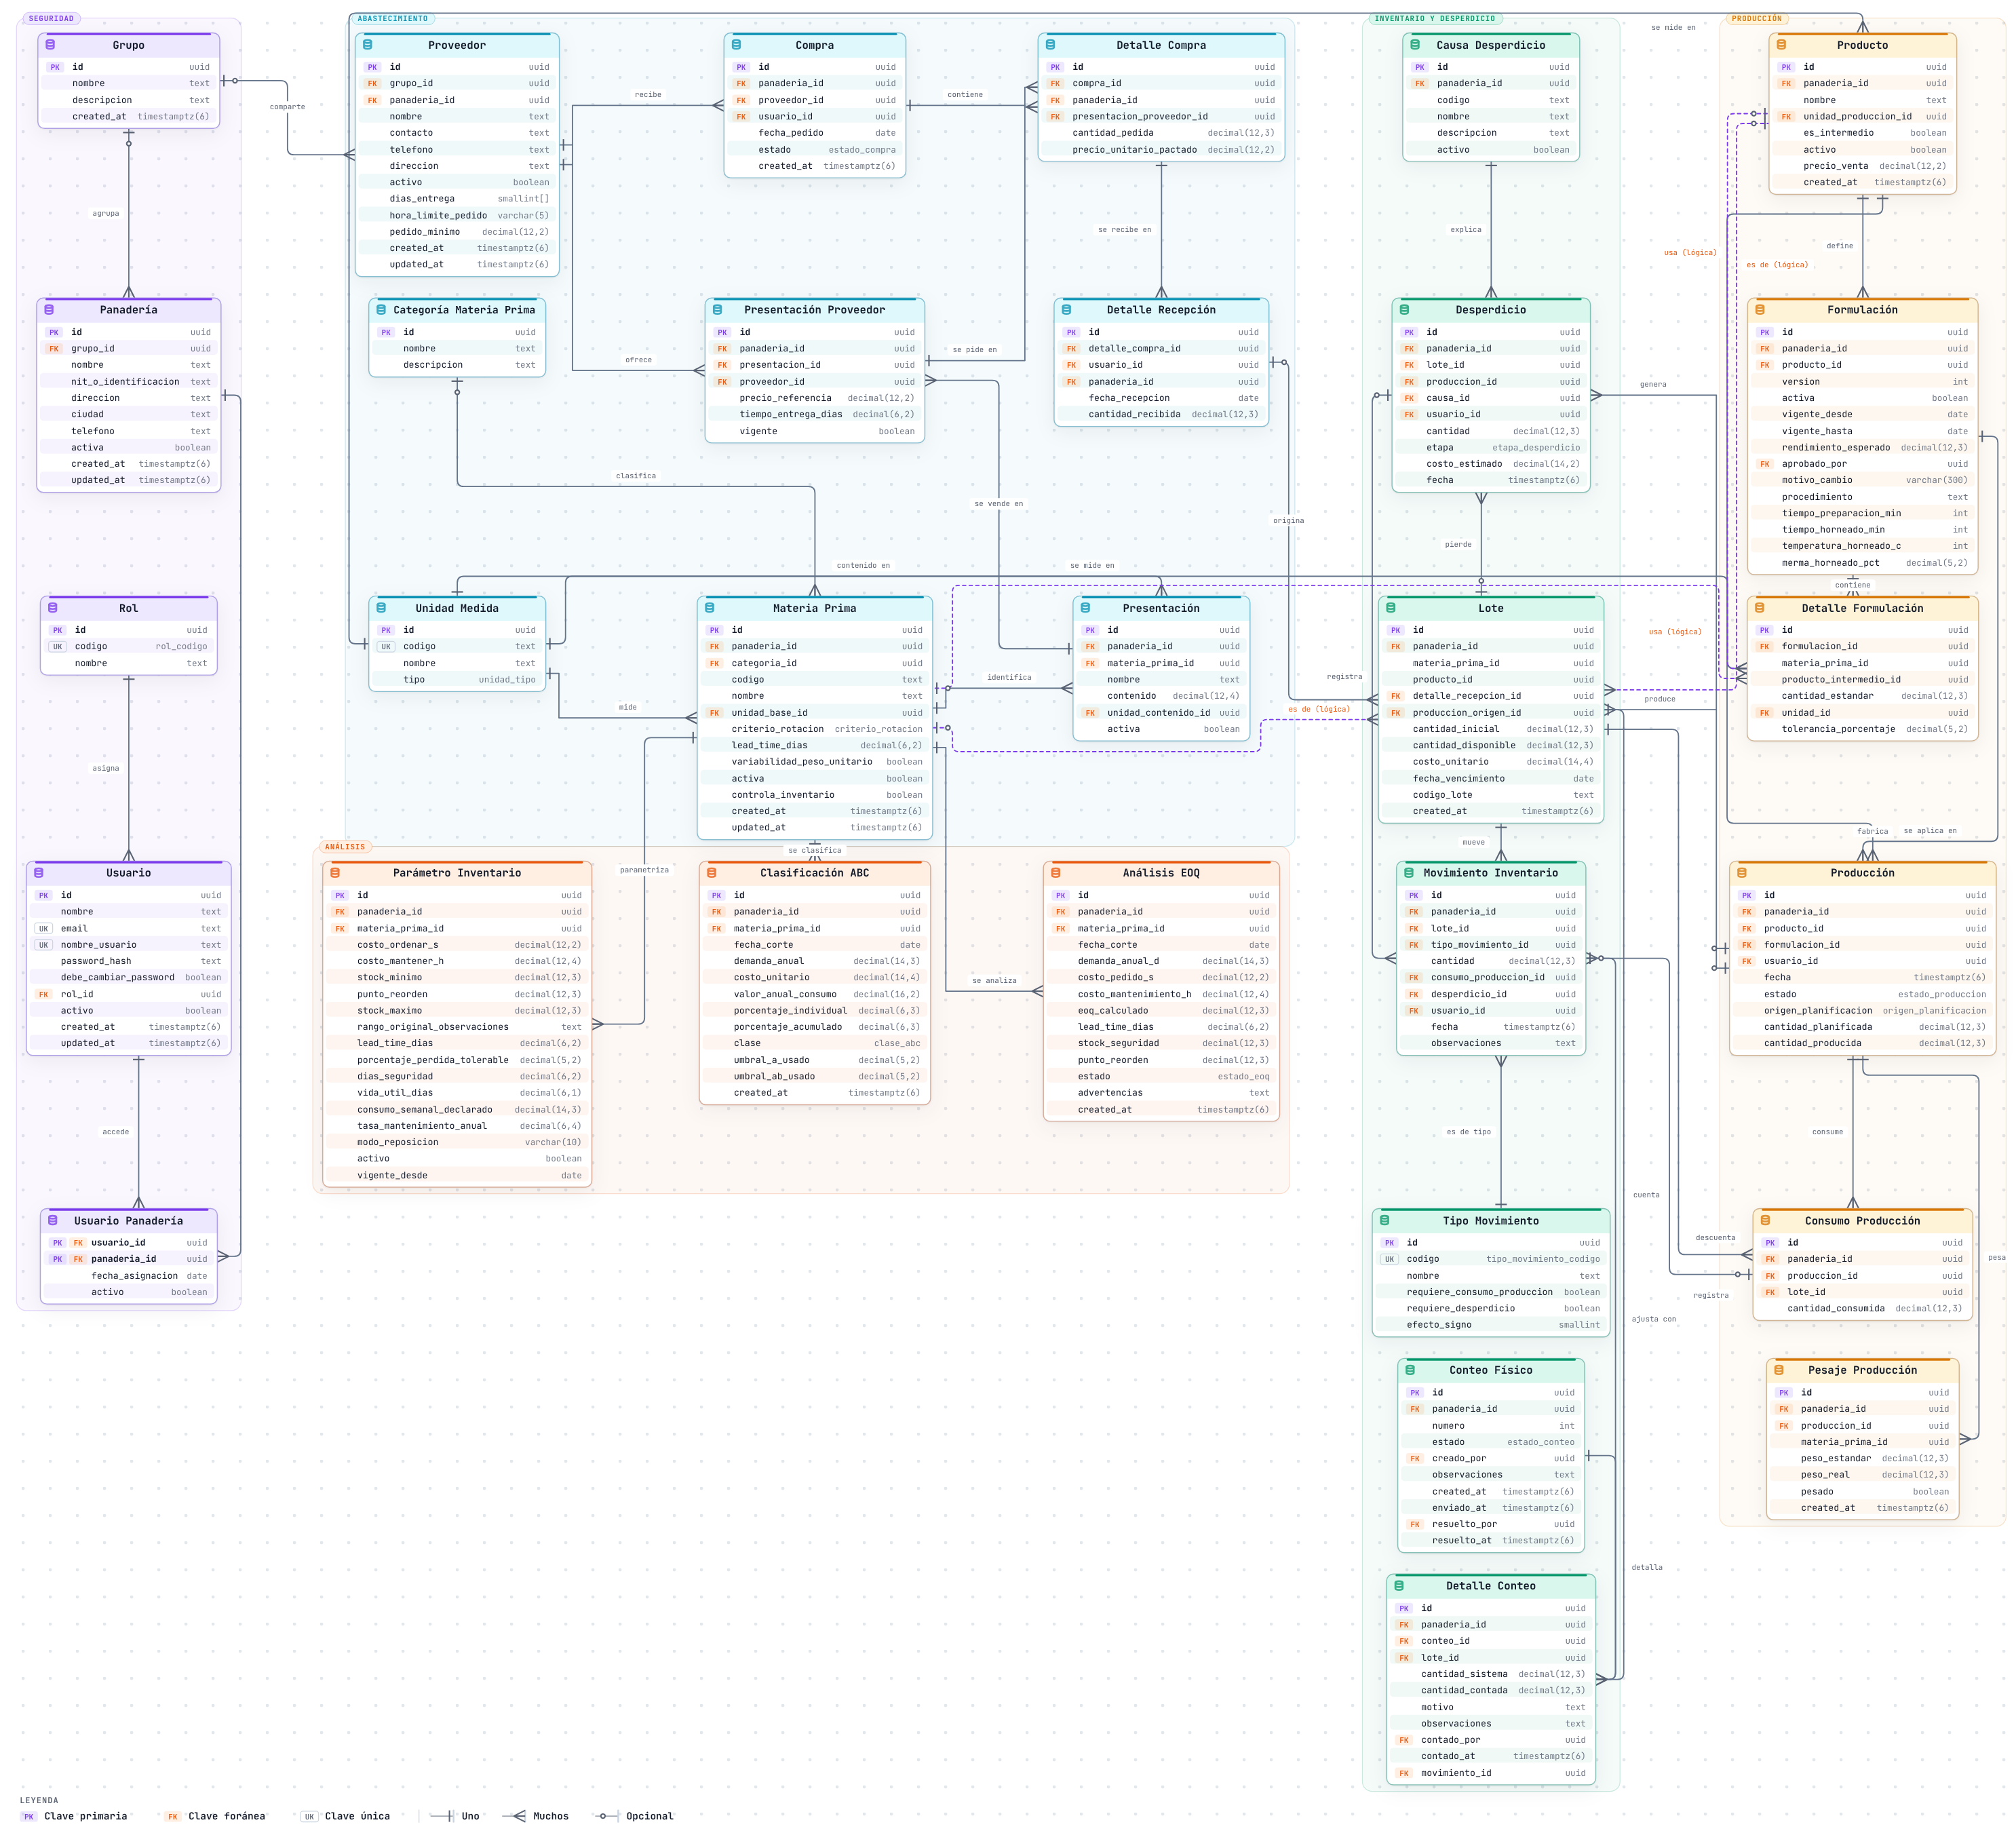 SEGURIDAD
Grupo
PK id uuid
nombre text
descripcion text
created_at timestamptz(6)
comparte
agrupa
Panadería
PK id uuid
FK grupo_id uuid
nombre text
nit_o_identificacion text
direccion text
ciudad text
telefono text
activa boolean
created_at timestamptz(6)
updated_at timestamptz(6)
Rol
PK id uuid
UK codigo rol_codigo
nombre text
asigna
Usuario
PK id uuid
nombre text
UK email text
UK nombre_usuario text
password_hash text
debe_cambiar_password boolean
FK rol_id uuid
activo boolean
created_at timestamptz(6)
updated_at timestamptz(6)
accede
Usuario Panadería
PK FK usuario_id uuid
PK FK panaderia_id uuid
fecha_asignacion date
activo boolean
ABASTECIMIENTO
Proveedor
PK id uuid
FK grupo_id uuid
FK panaderia_id uuid
nombre text
contacto text
telefono text
direccion text
activo boolean
dias_entrega smallint[]
hora_limite_pedido varchar(5)
pedido_minimo decimal(12,2)
created_at timestamptz(6)
updated_at timestamptz(6)
recibe
Compra
PK id uuid
FK panaderia_id uuid
FK proveedor_id uuid
FK usuario_id uuid
fecha_pedido date
estado estado_compra
created_at timestamptz(6)
contiene
Detalle Compra
PK id uuid
FK compra_id uuid
FK panaderia_id uuid
FK presentacion_proveedor_id uuid
cantidad_pedida decimal(12,3)
precio_unitario_pactado decimal(12,2)
se recibe en
Categoría Materia Prima
PK id uuid
nombre text
descripcion text
ofrece
Presentación Proveedor
PK id uuid
FK panaderia_id uuid
FK presentacion_id uuid
FK proveedor_id uuid
precio_referencia decimal(12,2)
tiempo_entrega_dias decimal(6,2)
vigente boolean
se pide en
Detalle Recepción
PK id uuid
FK detalle_compra_id uuid
FK usuario_id uuid
FK panaderia_id uuid
fecha_recepcion date
cantidad_recibida decimal(12,3)
clasifica
se vende en
origina
contenido en
se mide en
Unidad Medida
PK id uuid
UK codigo text
nombre text
tipo unidad_tipo
mide
Materia Prima
PK id uuid
FK panaderia_id uuid
FK categoria_id uuid
codigo text
nombre text
FK unidad_base_id uuid
criterio_rotacion criterio_rotacion
lead_time_dias decimal(6,2)
variabilidad_peso_unitario boolean
activa boolean
controla_inventario boolean
created_at timestamptz(6)
updated_at timestamptz(6)
identifica
Presentación
PK id uuid
FK panaderia_id uuid
FK materia_prima_id uuid
nombre text
contenido decimal(12,4)
FK unidad_contenido_id uuid
activa boolean
registra
es de (lógica)
ANÁLISIS
se clasifica
parametriza
Parámetro Inventario
PK id uuid
FK panaderia_id uuid
FK materia_prima_id uuid
costo_ordenar_s decimal(12,2)
costo_mantener_h decimal(12,4)
stock_minimo decimal(12,3)
punto_reorden decimal(12,3)
stock_maximo decimal(12,3)
rango_original_observaciones text
lead_time_dias decimal(6,2)
porcentaje_perdida_tolerable decimal(5,2)
dias_seguridad decimal(6,2)
vida_util_dias decimal(6,1)
consumo_semanal_declarado decimal(14,3)
tasa_mantenimiento_anual decimal(6,4)
modo_reposicion varchar(10)
activo boolean
vigente_desde date
Clasificación ABC
PK id uuid
FK panaderia_id uuid
FK materia_prima_id uuid
fecha_corte date
demanda_anual decimal(14,3)
costo_unitario decimal(14,4)
valor_anual_consumo decimal(16,2)
porcentaje_individual decimal(6,3)
porcentaje_acumulado decimal(6,3)
clase clase_abc
umbral_a_usado decimal(5,2)
umbral_ab_usado decimal(5,2)
created_at timestamptz(6)
se analiza
Análisis EOQ
PK id uuid
FK panaderia_id uuid
FK materia_prima_id uuid
fecha_corte date
demanda_anual_d decimal(14,3)
costo_pedido_s decimal(12,2)
costo_mantenimiento_h decimal(12,4)
eoq_calculado decimal(12,3)
lead_time_dias decimal(6,2)
stock_seguridad decimal(12,3)
punto_reorden decimal(12,3)
estado estado_eoq
advertencias text
created_at timestamptz(6)
INVENTARIO Y DESPERDICIO
Causa Desperdicio
PK id uuid
FK panaderia_id uuid
codigo text
nombre text
descripcion text
activo boolean
explica
Desperdicio
PK id uuid
FK panaderia_id uuid
FK lote_id uuid
FK produccion_id uuid
FK causa_id uuid
FK usuario_id uuid
cantidad decimal(12,3)
etapa etapa_desperdicio
costo_estimado decimal(14,2)
fecha timestamptz(6)
pierde
Lote
PK id uuid
FK panaderia_id uuid
materia_prima_id uuid
producto_id uuid
FK detalle_recepcion_id uuid
FK produccion_origen_id uuid
cantidad_inicial decimal(12,3)
cantidad_disponible decimal(12,3)
costo_unitario decimal(14,4)
fecha_vencimiento date
codigo_lote text
created_at timestamptz(6)
mueve
Movimiento Inventario
PK id uuid
FK panaderia_id uuid
FK lote_id uuid
FK tipo_movimiento_id uuid
cantidad decimal(12,3)
FK consumo_produccion_id uuid
FK desperdicio_id uuid
FK usuario_id uuid
fecha timestamptz(6)
observaciones text
es de tipo
Tipo Movimiento
PK id uuid
UK codigo tipo_movimiento_codigo
nombre text
requiere_consumo_produccion boolean
requiere_desperdicio boolean
efecto_signo smallint
Conteo Físico
PK id uuid
FK panaderia_id uuid
numero int
estado estado_conteo
FK creado_por uuid
observaciones text
created_at timestamptz(6)
enviado_at timestamptz(6)
FK resuelto_por uuid
resuelto_at timestamptz(6)
Detalle Conteo
PK id uuid
FK panaderia_id uuid
FK conteo_id uuid
FK lote_id uuid
cantidad_sistema decimal(12,3)
cantidad_contada decimal(12,3)
motivo text
observaciones text
FK contado_por uuid
contado_at timestamptz(6)
FK movimiento_id uuid
se mide en
usa (lógica)
es de (lógica)
genera
usa (lógica)
produce
cuenta
descuenta
registra
ajusta con
detalla
PRODUCCIÓN
Producto
PK id uuid
FK panaderia_id uuid
nombre text
FK unidad_produccion_id uuid
es_intermedio boolean
activo boolean
precio_venta decimal(12,2)
created_at timestamptz(6)
define
Formulación
PK id uuid
FK panaderia_id uuid
FK producto_id uuid
version int
activa boolean
vigente_desde date
vigente_hasta date
rendimiento_esperado decimal(12,3)
FK aprobado_por uuid
motivo_cambio varchar(300)
procedimiento text
tiempo_preparacion_min int
tiempo_horneado_min int
temperatura_horneado_c int
merma_horneado_pct decimal(5,2)
contiene
Detalle Formulación
PK id uuid
FK formulacion_id uuid
materia_prima_id uuid
producto_intermedio_id uuid
cantidad_estandar decimal(12,3)
FK unidad_id uuid
tolerancia_porcentaje decimal(5,2)
fabrica
se aplica en
Producción
PK id uuid
FK panaderia_id uuid
FK producto_id uuid
FK formulacion_id uuid
FK usuario_id uuid
fecha timestamptz(6)
estado estado_produccion
origen_planificacion origen_planificacion
cantidad_planificada decimal(12,3)
cantidad_producida decimal(12,3)
consume
Consumo Producción
PK id uuid
FK panaderia_id uuid
FK produccion_id uuid
FK lote_id uuid
cantidad_consumida decimal(12,3)
pesa
Pesaje Producción
PK id uuid
FK panaderia_id uuid
FK produccion_id uuid
materia_prima_id uuid
peso_estandar decimal(12,3)
peso_real decimal(12,3)
pesado boolean
created_at timestamptz(6)
LEYENDA
PK Clave primaria FK Clave foránea UK Clave única Uno Muchos Opcional